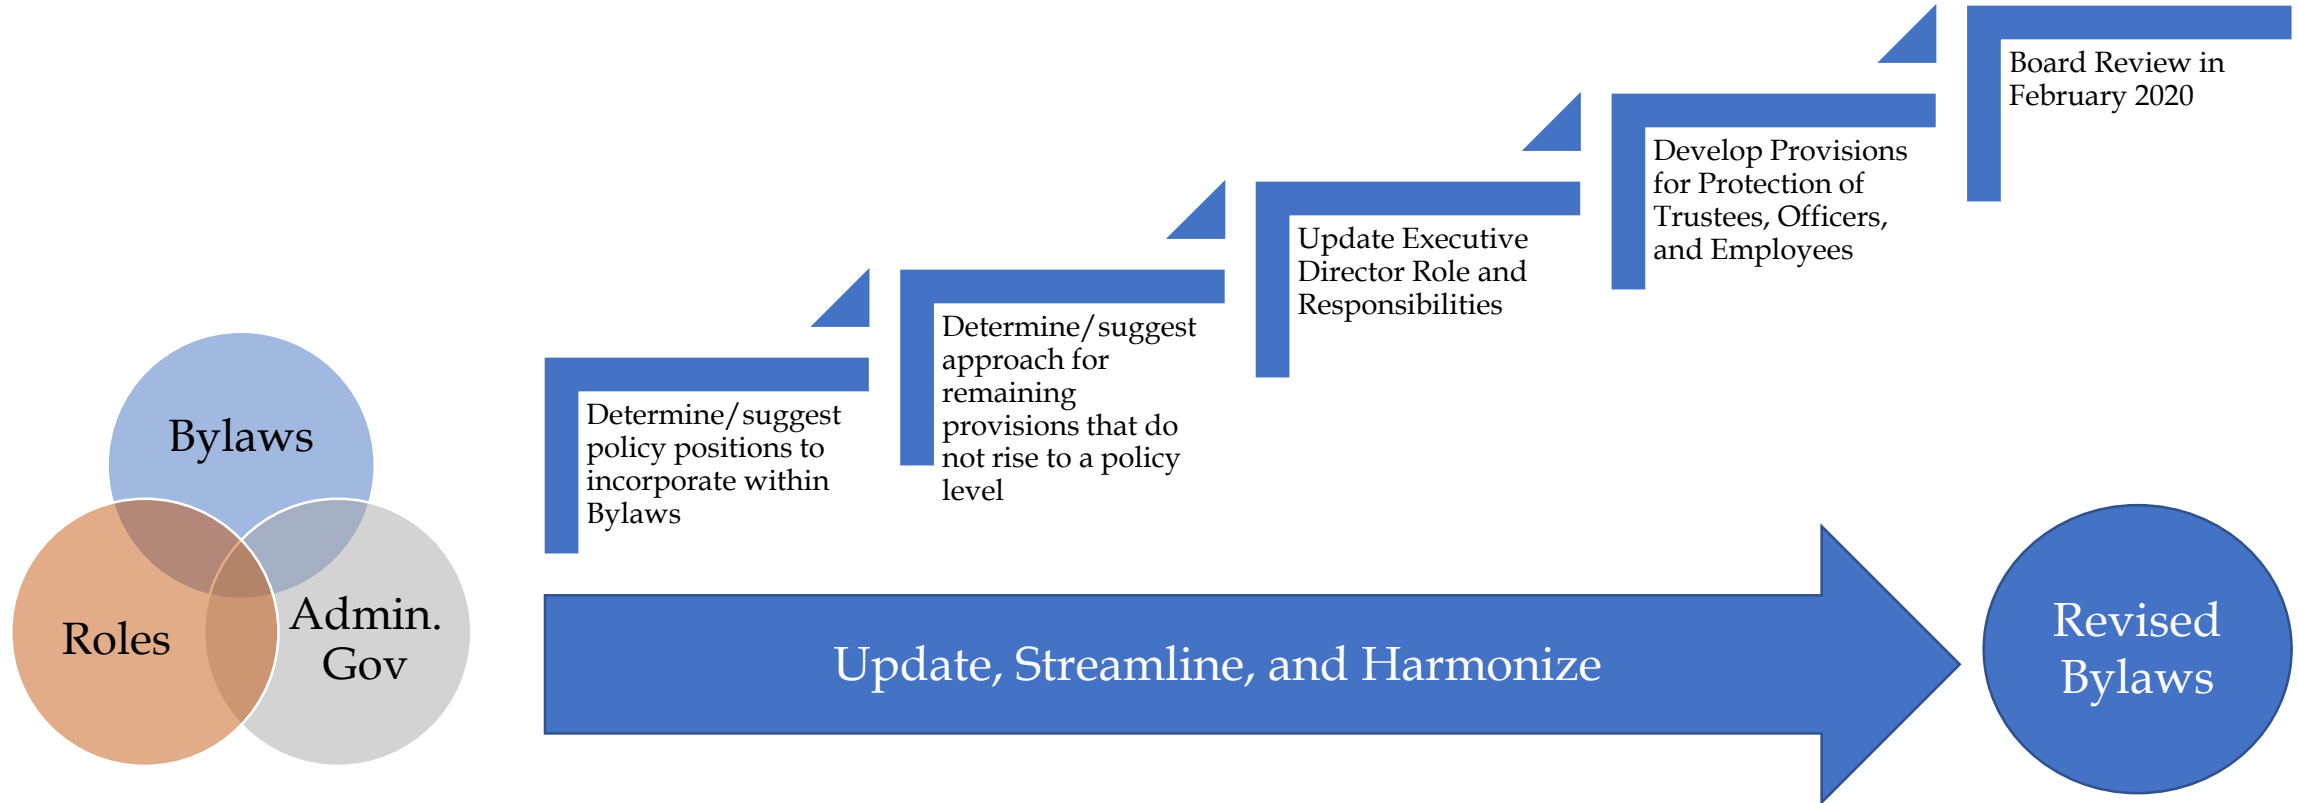 Bylaws
Roles
Admin.
Gov
Determine/suggest
policy positions to
incorporate within
Bylaws
Determine/suggest
approach for
remaining
provisions that do
not rise to a policy
level
Update Executive
Director Role and
Responsibilities
Develop Provisions
for Protection of
Trustees, Officers,
and Employees
Board Review in
February 2020
Update, Streamline, and Harmonize
Revised
Bylaws